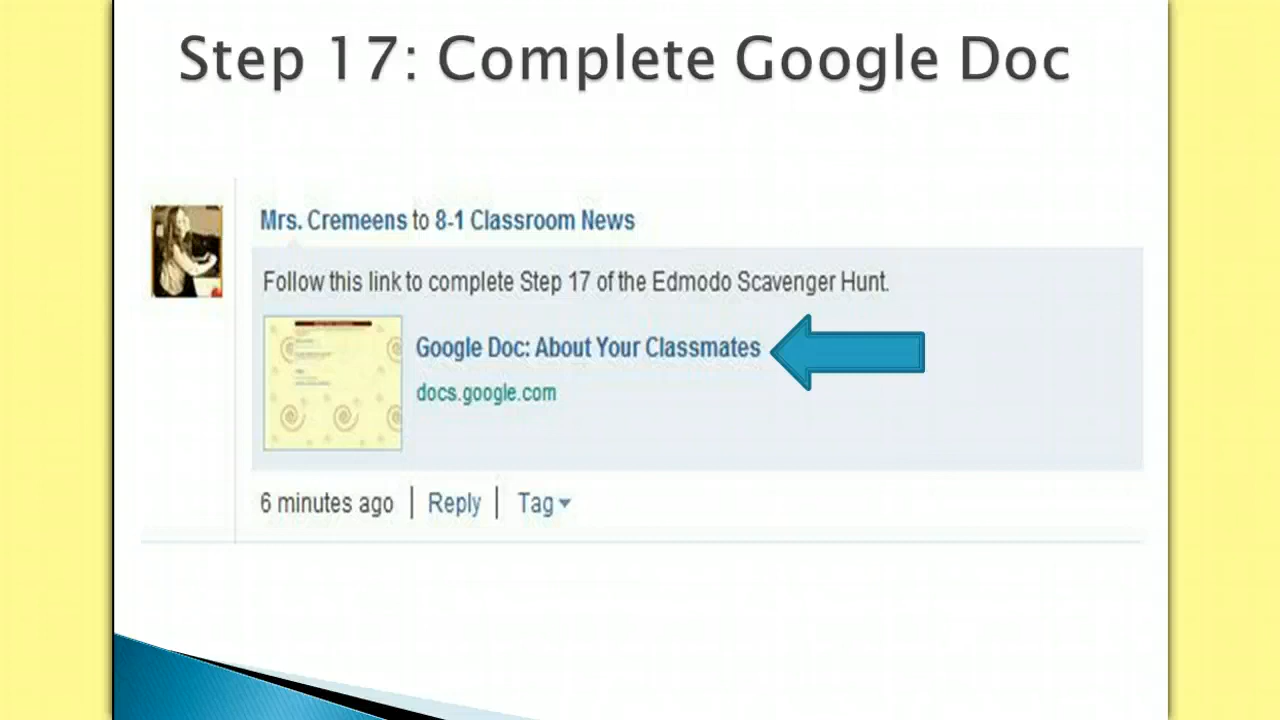 Step 17: Complete Google Doc
Mrs. Cremeens to 8-1 Classroom News
Follow this link to complete Step 17 of the Edmodo Scavenger Hunt.
Google Doc: About Your Classmates
docs.google.com
6 minutes ago | Reply | Tag